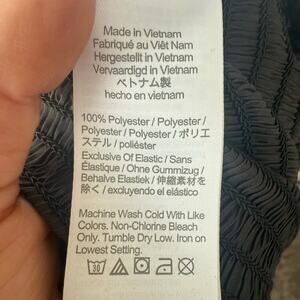 Made in Vietnam
Fabriqué au Viêt Nam
Hergestellt in Vietnam
Vervaardigd in Vietnam
ベトナム製
hecho en vietnam
100% Polyester / Polyester /
Polyester / Polyester / ポリエ
ステル / poliéster
Exclusive Of Elastic / Sans
Élastique / Ohne Gummizug /
Behalve Elastiek / 伸縮素材を
除く / excluyendo el elástico
Machine Wash Cold With Like
Colors. Non-Chlorine Bleach
Only. Tumble Dry Low. Iron on
Lowest Setting.
30